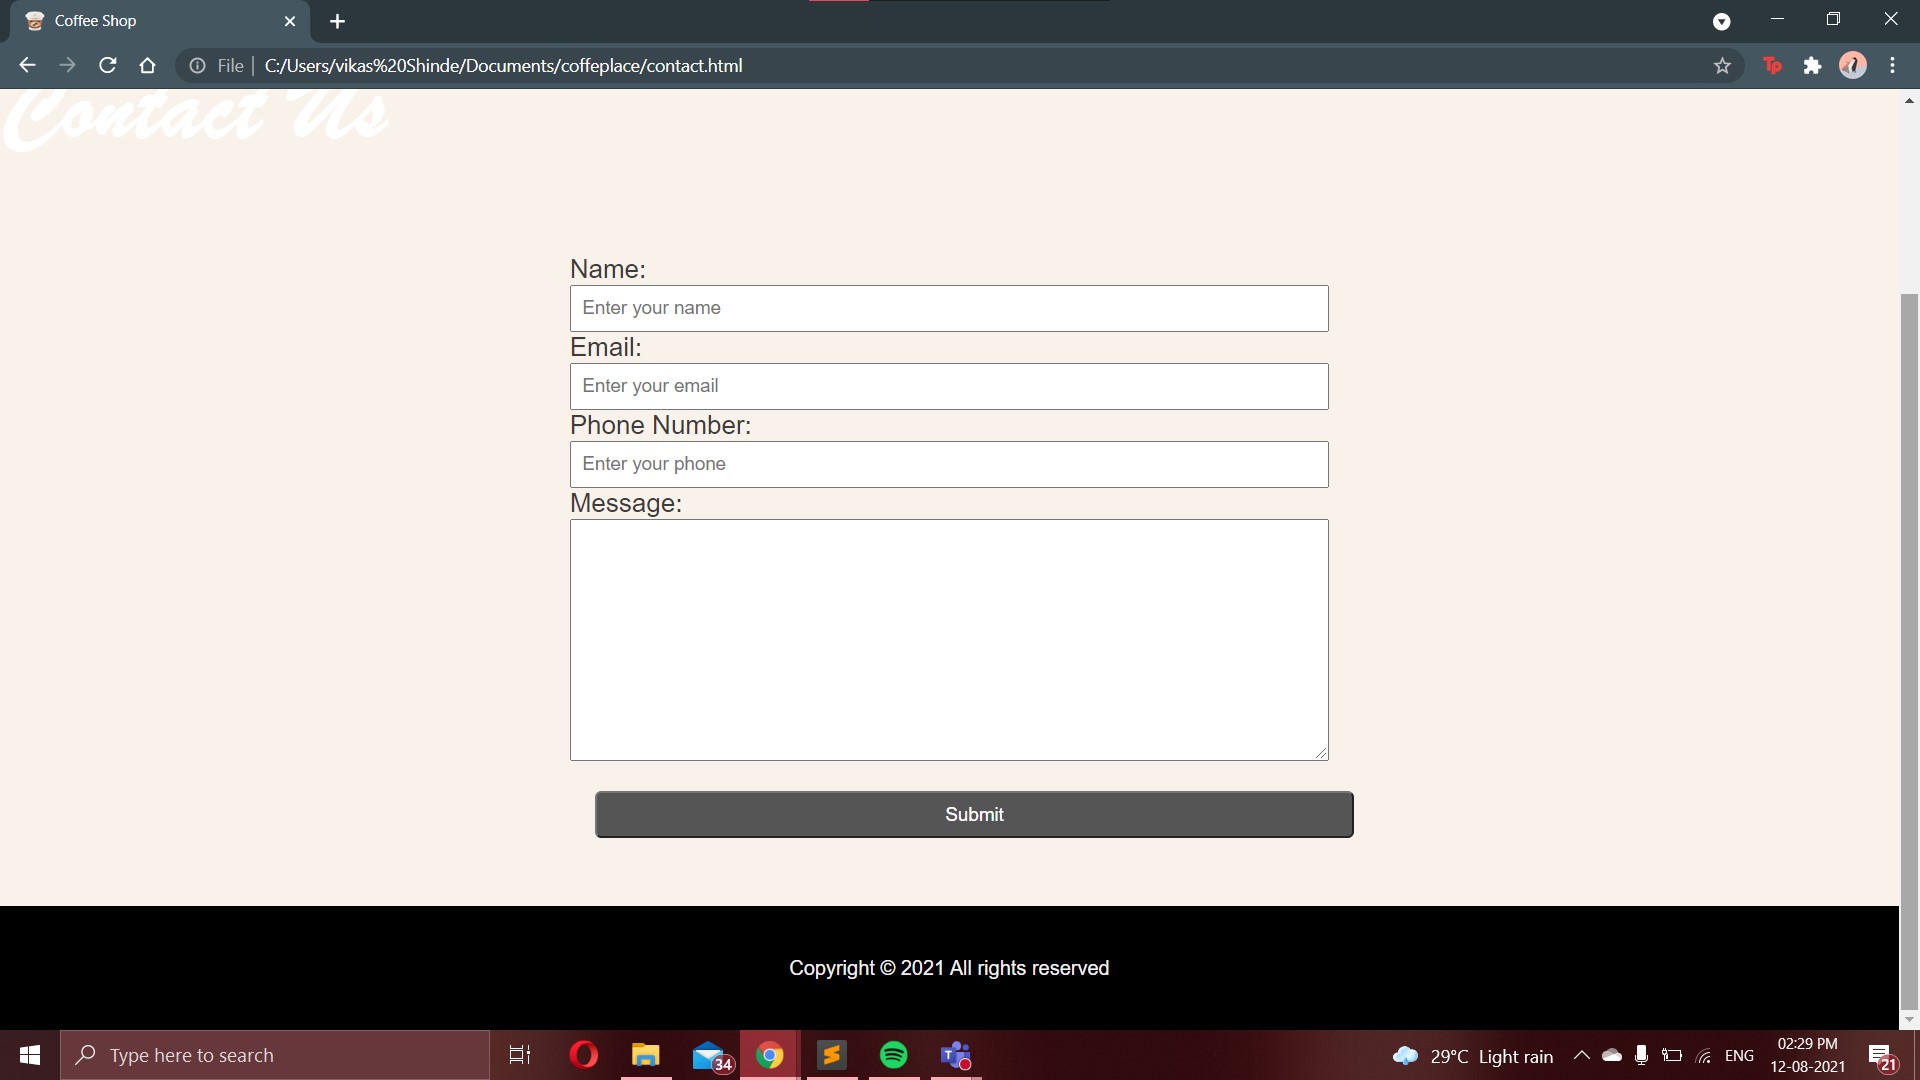 Coffee Shop
File
C:/Users/vikas%20Shinde/Documents/coffeplace/contact.html
Tp
Contact Us
Name:
Enter your name
Email:
Enter your email
Phone Number:
Enter your phone
Message:
Submit
Copyright © 2021 All rights reserved
Type here to search
34
T
29°C Light rain
ENG
02:29 PM
12-08-2021
21